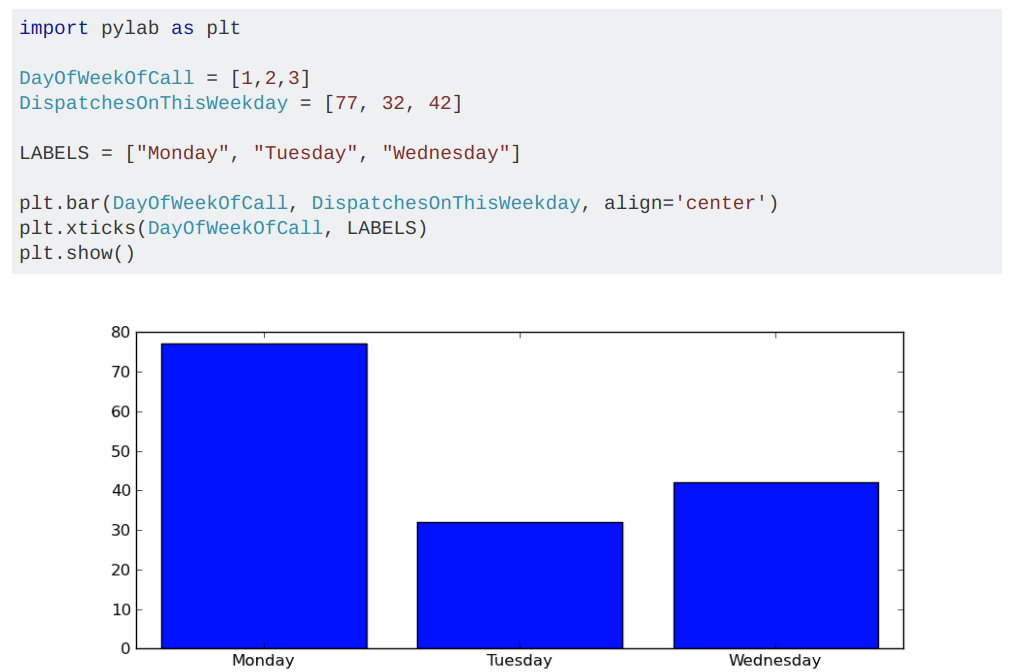 import pylab as plt
DayOfWeekOfCall = [1,2,3]
DispatchesOnThisWeekday = [77, 32, 42]
LABELS = ["Monday", "Tuesday", "Wednesday"]
plt.bar(DayOfWeekOfCall, DispatchesOnThisWeekday, align='center')
plt.xticks(DayOfWeekOfCall, LABELS)
plt.show()
80
70
60
50
40
30
20
10
0
Monday Tuesday Wednesday